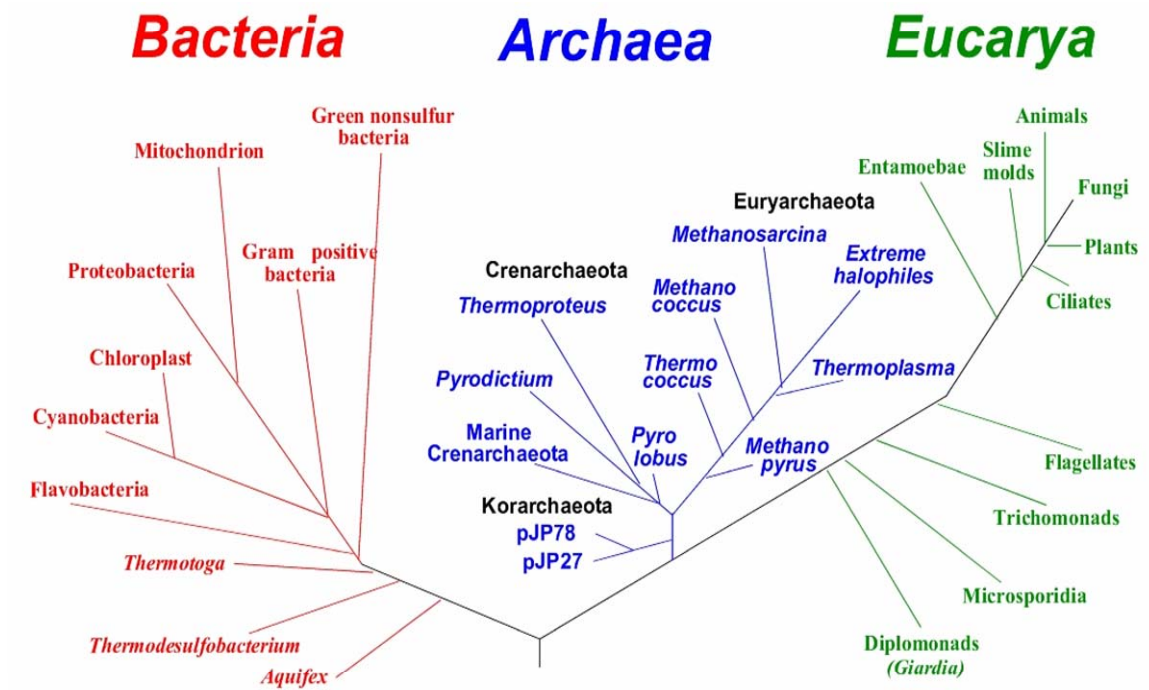 Bacteria
Archaea
Eucarya
Green nonsulfur
bacteria
Mitochondrion
Gram positive
bacteria
Proteobacteria
Chloroplast
Cyanobacteria
Flavobacteria
Thermotoga
Thermodesulfobacterium
Aquifex
Crenarchaeota
Thermoproteus
Pyrodictium
Marine
Crenarchaeota
Pyro
lobus
Korarchaeota
pJP78
pJP27
Euryarchaeota
Methanosarcina
Extreme
halophiles
Methano
coccus
Thermo
coccus
Thermoplasma
Methano
pyrus
Animals
Slime
molds
Entamoebae
Fungi
Plants
Ciliates
Flagellates
Trichomonads
Microsporidia
Diplomonads
(Giardia)